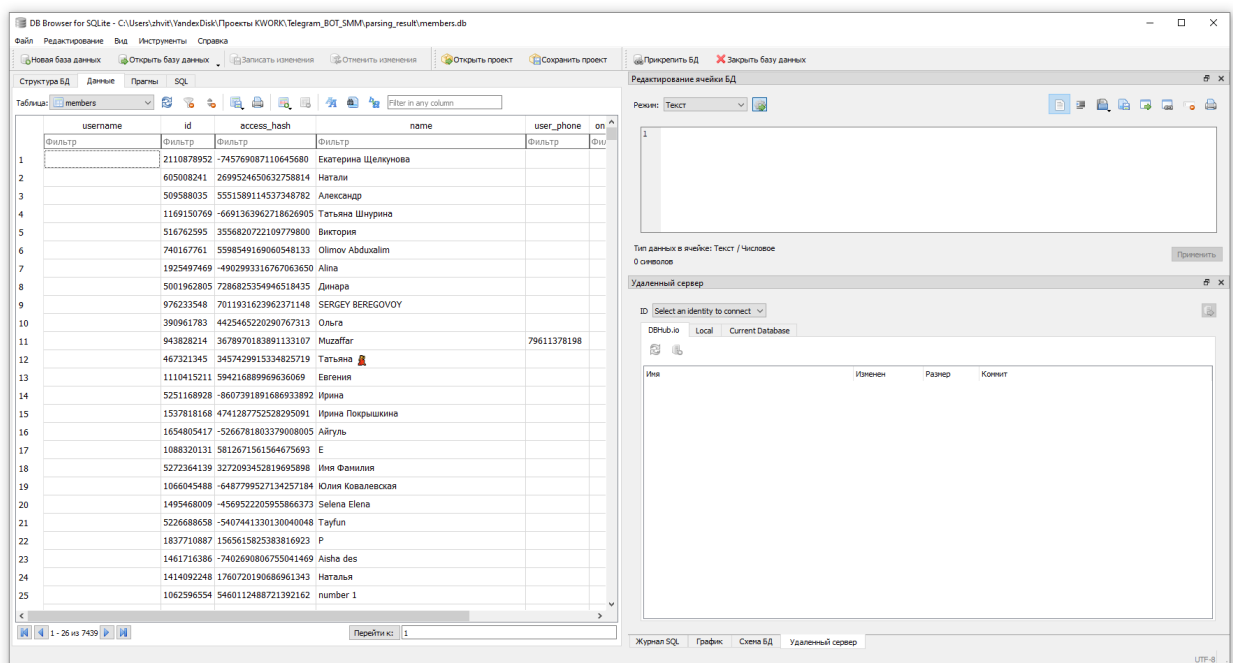 DB Browser for SQLite - C:\Users\zhvit\YandexDisk\Проекты KWORK\Telegram_BOT_SMM\parsing_result\members.db
Файл Редактирование Вид Инструменты Справка
Новая база данных Открыть базу данных Записать изменения Отменить изменения Открыть проект Сохранить проект Прикрепить БД Закрыть базу данных
Структура БД Данные Прагмы SQL
Таблица: members Filter in any column
username id access_hash name user_phone on
Фильтр Фильтр Фильтр Фильтр Фильтр Фил
1 2110878952 -745769087110645680 Екатерина Щелкунова
2 605008241 2699524650632758814 Натали
3 509588035 5551589114537348782 Александр
4 1169150769 -6691363962718626905 Татьяна Шнурина
5 516762595 3556820722109779800 Виктория
6 740167761 5598549169060548133 Olimov Abduxalim
7 1925497469 -4902993316767063650 Alina
8 5001962805 7286825354946518435 Динара
9 976233548 7011931623962371148 SERGEY BEREGOVOY
10 390961783 4425465220290767313 Ольга
11 943828214 3678970183891133107 Muzaffar 79611378198
12 467321345 3457429915334825719 Татьяна
13 1110415211 594216889969636069 Евгения
14 5251168928 -8607391891686933892 Ирина
15 1537818168 4741287752528295091 Ирина Покрышкина
16 1654805417 -5266781803379008005 Айгуль
17 1088320131 5812671561564675693 E
18 5272364139 3272093452819695898 Имя Фамилия
19 1066045488 -6487799527134257184 Юлия Ковалевская
20 1495468009 -4569522205955866373 Selena Elena
21 5226688658 -5407441330130040048 Tayfun
22 1837710887 1565615825383816923 P
23 1461716386 -7402690806755041469 Aisha des
24 1414092248 1760720190686961343 Наталья
25 1062596554 5460112488721392162 number 1
1 - 26 из 7439 Перейти к: 1
Редактирование ячейки БД
Режим: Текст
1
Тип данных в ячейке: Текст / Числовое
0 символов
Применить
Удаленный сервер
ID Select an identity to connect
DBHub.io Local Current Database
Имя Изменен Размер Коммит
Журнал SQL График Схема БД Удаленный сервер
UTF-8